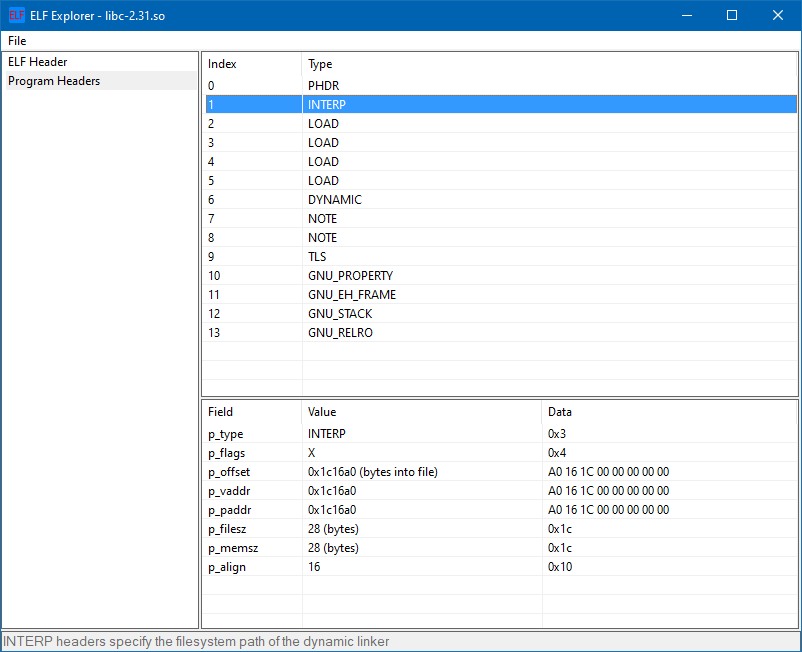 ELF Explorer - libc-2.31.so
File
ELF Header
Program Headers
Index Type
0 PHDR
1 INTERP
2 LOAD
3 LOAD
4 LOAD
5 LOAD
6 DYNAMIC
7 NOTE
8 NOTE
9 TLS
10 GNU_PROPERTY
11 GNU_EH_FRAME
12 GNU_STACK
13 GNU_RELRO
Field Value Data
p_type INTERP 0x3
p_flags X 0x4
p_offset 0x1c16a0 (bytes into file) A0 16 1C 00 00 00 00 00
p_vaddr 0x1c16a0 A0 16 1C 00 00 00 00 00
p_paddr 0x1c16a0 A0 16 1C 00 00 00 00 00
p_filesz 28 (bytes) 0x1c
p_memsz 28 (bytes) 0x1c
p_align 16 0x10
INTERP headers specify the filesystem path of the dynamic linker